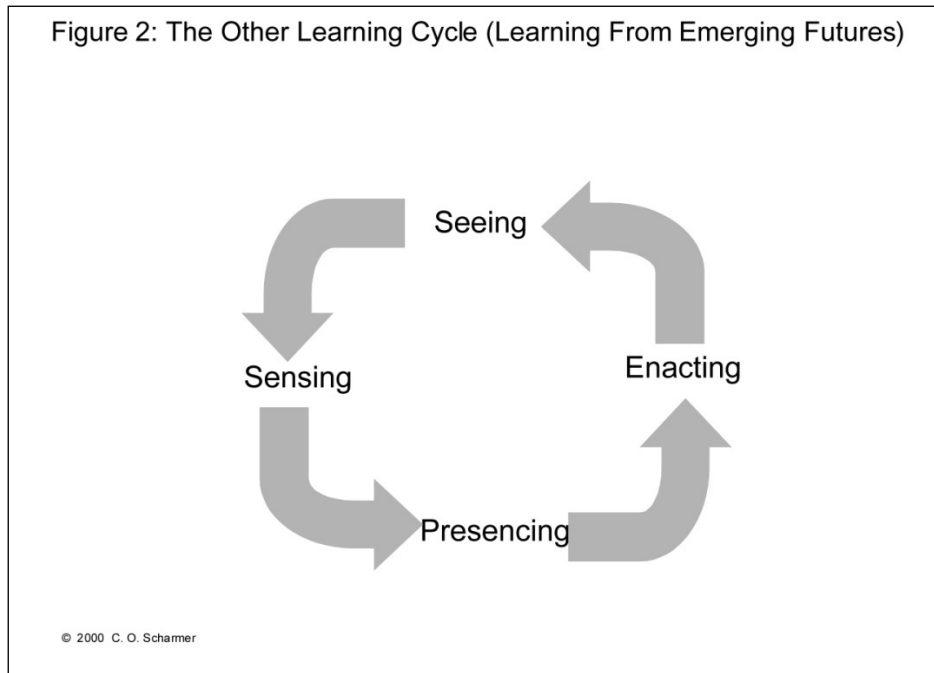 Figure 2: The Other Learning Cycle (Learning From Emerging Futures)
Seeing
Sensing
Enacting
Presencing
© 2000 C. O. Scharmer